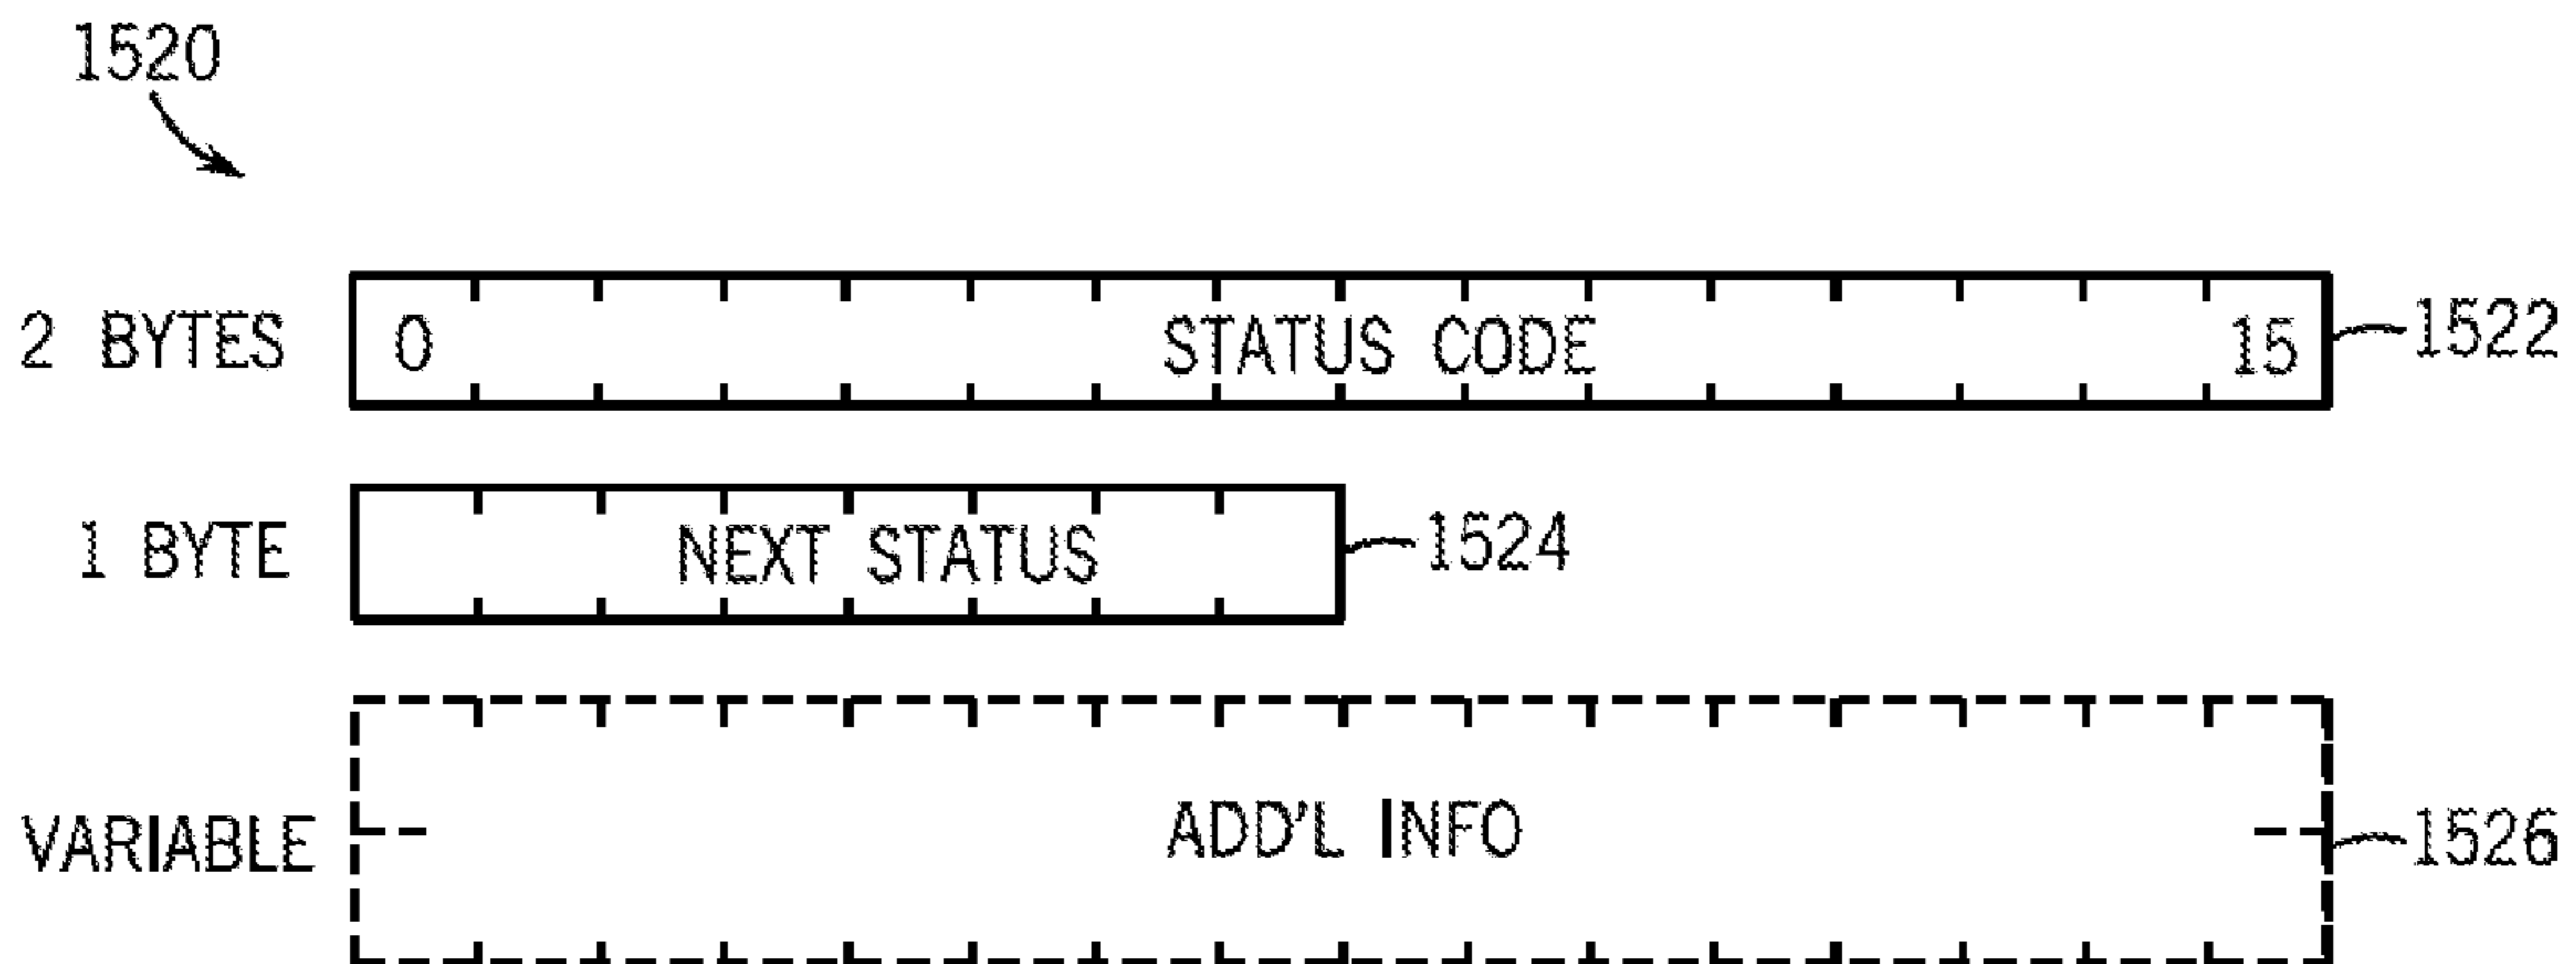 1520
2 BYTES 0 STATUS CODE 15 1522
1 BYTE NEXT STATUS 1524
VARIABLE ADD'L INFO 1526